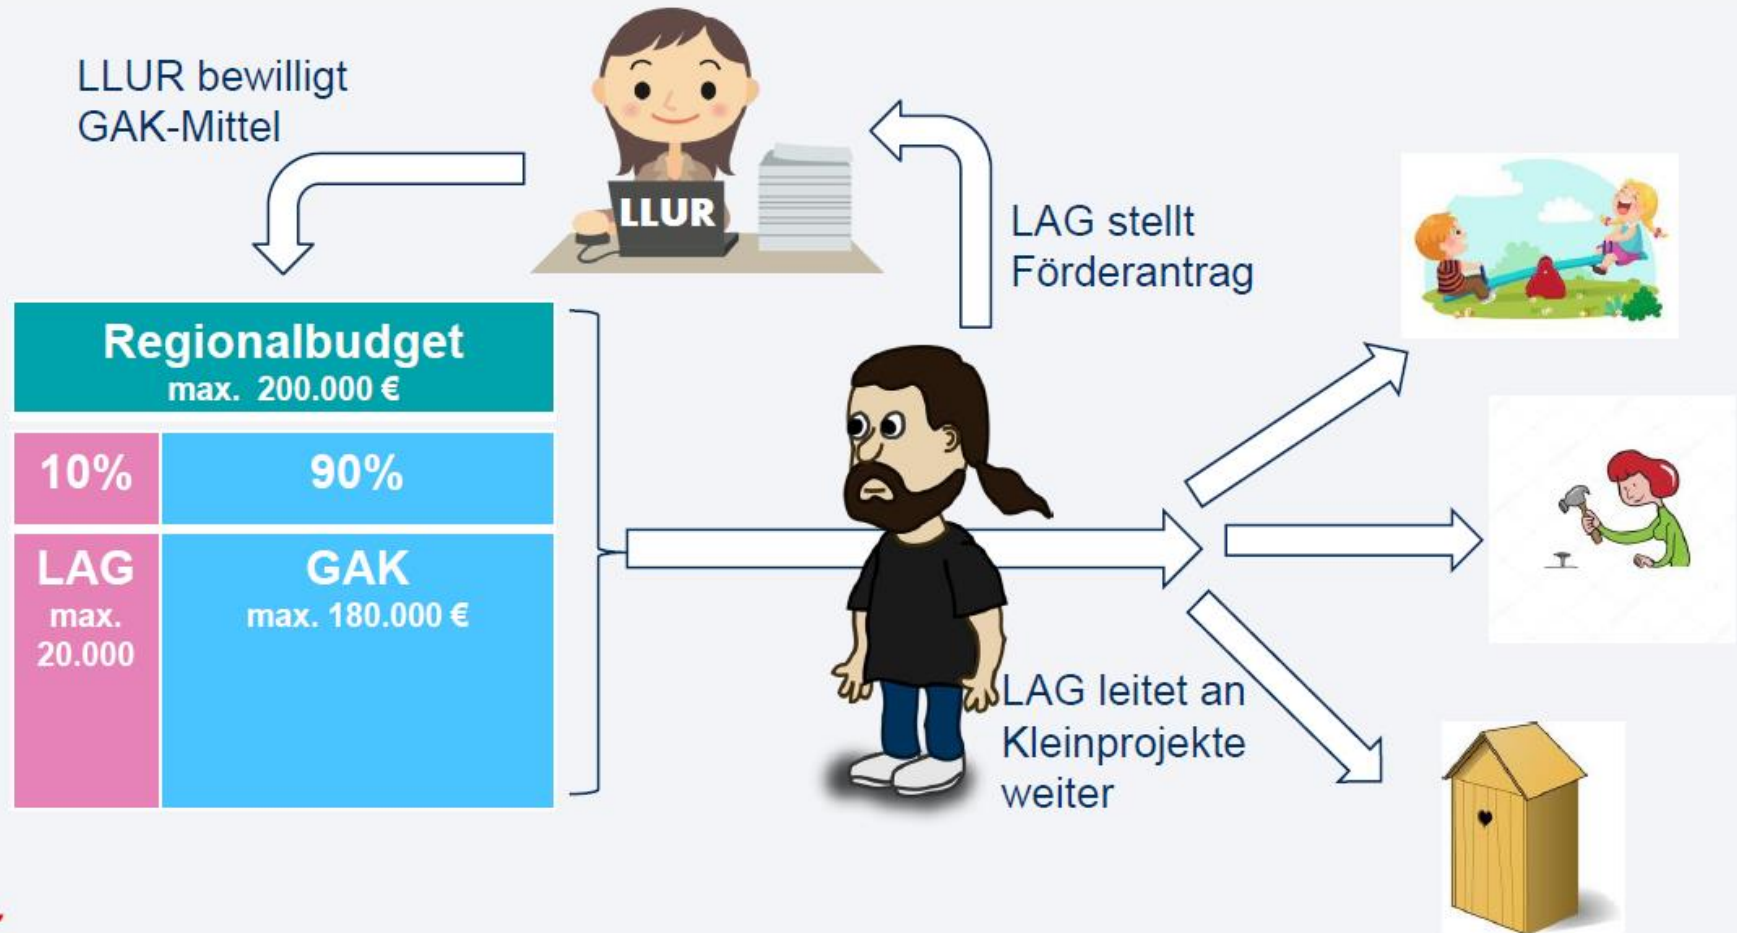 LLUR bewilligt
GAK-Mittel
LLUR
LAG stellt
Förderantrag
Regionalbudget
max. 200.000 €
10%
90%
LAG
max.
20.000
GAK
max. 180.000 €
LAG leitet an
Kleinprojekte
weiter